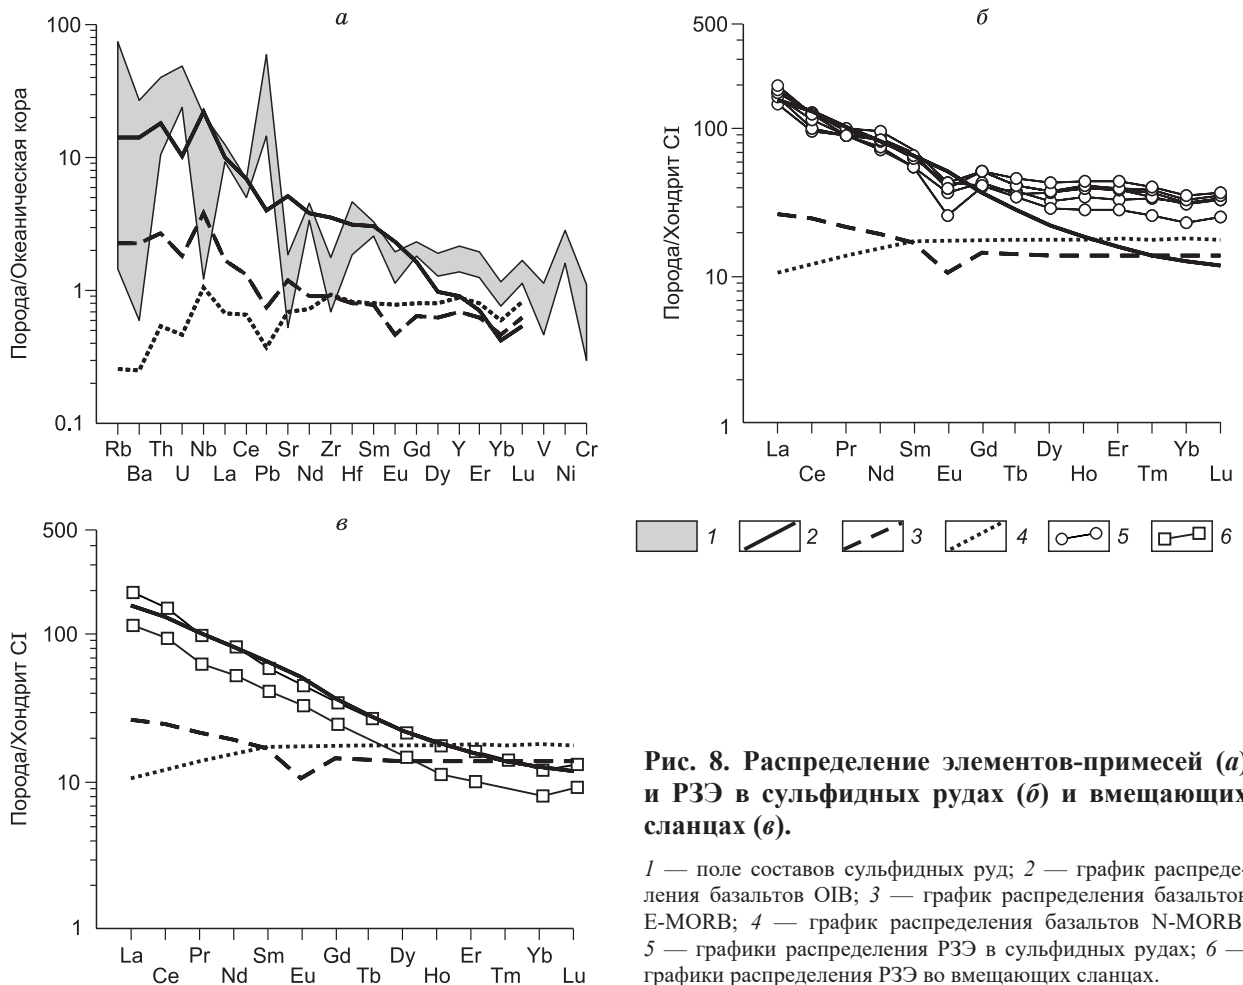 а
100
10
1
0.1
Порода/Океаническая кора
Rb Th Nb Ce Sr Zr Sm Gd Y Yb V Cr
Ba U La Pb Nd Hf Eu Dy Er Lu Ni
б
500
100
10
1
Порода/Хондрит CI
La Pr Sm Gd Dy Er Yb
Ce Nd Eu Tb Ho Tm Lu
1 2 3 4 5 6
в
500
100
10
1
Порода/Хондрит CI
La Pr Sm Gd Dy Er Yb
Ce Nd Eu Tb Ho Tm Lu
Рис. 8. Распределение элементов-примесей (а)
и РЗЭ в сульфидных рудах (б) и вмещающих
сланцах (в).
1 — поле составов сульфидных руд; 2 — график распреде-
ления базальтов OIB; 3 — график распределения базальтов
E-MORB; 4 — график распределения базальтов N-MORB
5 — графики распределения РЗЭ в сульфидных рудах; 6 —
графики распределения РЗЭ во вмещающих сланцах.